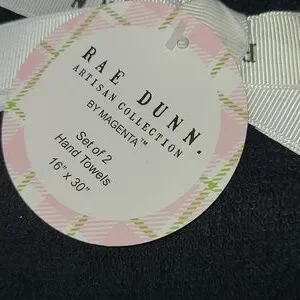 RAE DUNN.
ARTISAN COLLECTION
BY MAGENTA™
Set of 2
Hand Towels
16" x 30"